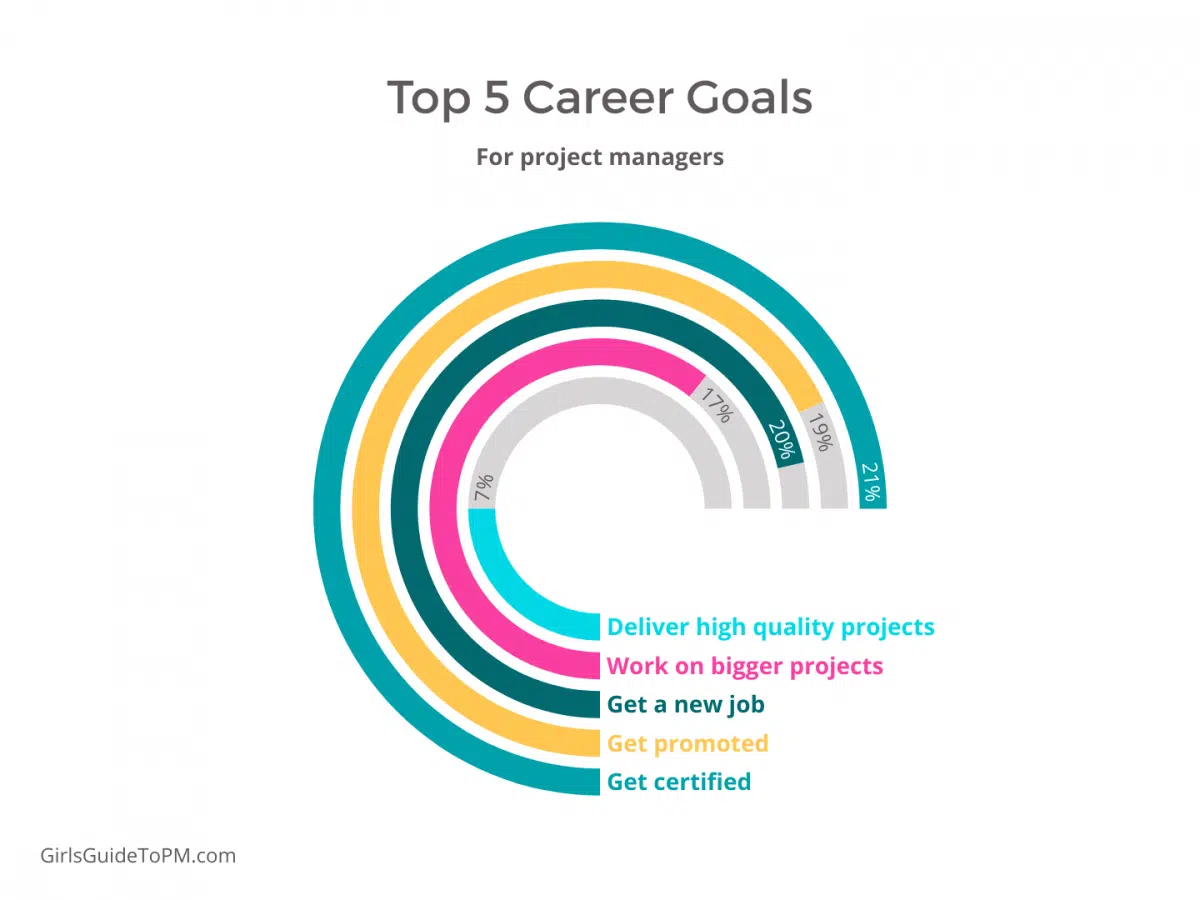 Top 5 Career Goals
For project managers
7%
17%
20%
19%
21%
Deliver high quality projects
Work on bigger projects
Get a new job
Get promoted
Get certified
GirlsGuideToPM.com